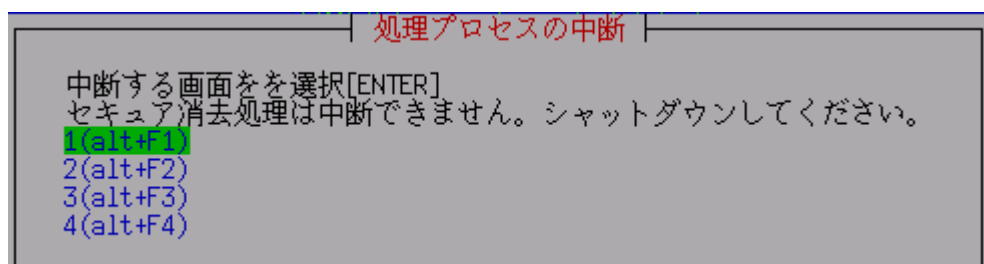 処理プロセスの中断
中断する画面をを選択[ENTER]
セキュア消去処理は中断できません。シャットダウンしてください。
1(alt+F1)
2(alt+F2)
3(alt+F3)
4(alt+F4)